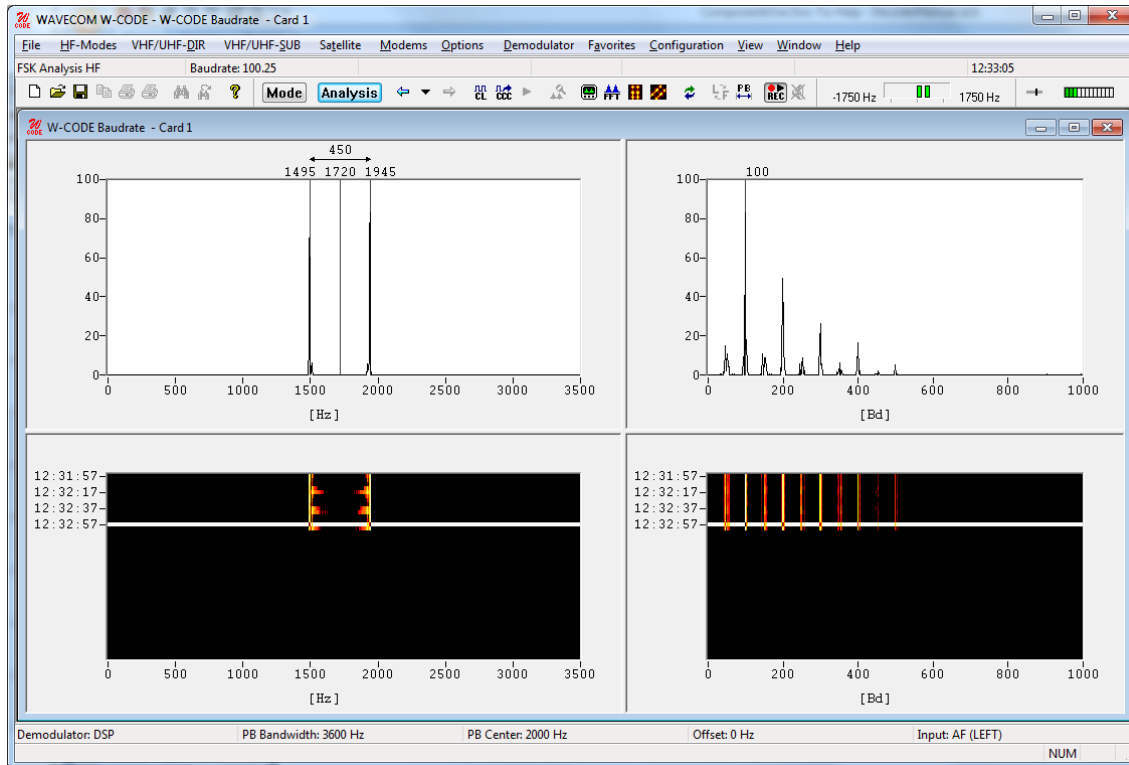 WAVECOM W-CODE - W-CODE Baudrate - Card 1
File HF-Modes VHF/UHF-DIR VHF/UHF-SUB Satellite Modems Options Demodulator Favorites Configuration View Window Help
FSK Analysis HF Baudrate: 100.25 12:33:05
Mode Analysis CL CCC FFT L F PB REC -1750 Hz 1750 Hz
W-CODE Baudrate - Card 1
450
1495 1720 1945
100
80
60
40
20
0
0 500 1000 1500 2000 2500 3000 3500
[Hz]
100
100
80
60
40
20
0
0 200 400 600 800 1000
[Bd]
12:31:57
12:32:17
12:32:37
12:32:57
0 500 1000 1500 2000 2500 3000 3500
[Hz]
12:31:57
12:32:17
12:32:37
12:32:57
0 200 400 600 800 1000
[Bd]
Demodulator: DSP PB Bandwidth: 3600 Hz PB Center: 2000 Hz Offset: 0 Hz Input: AF (LEFT)
NUM